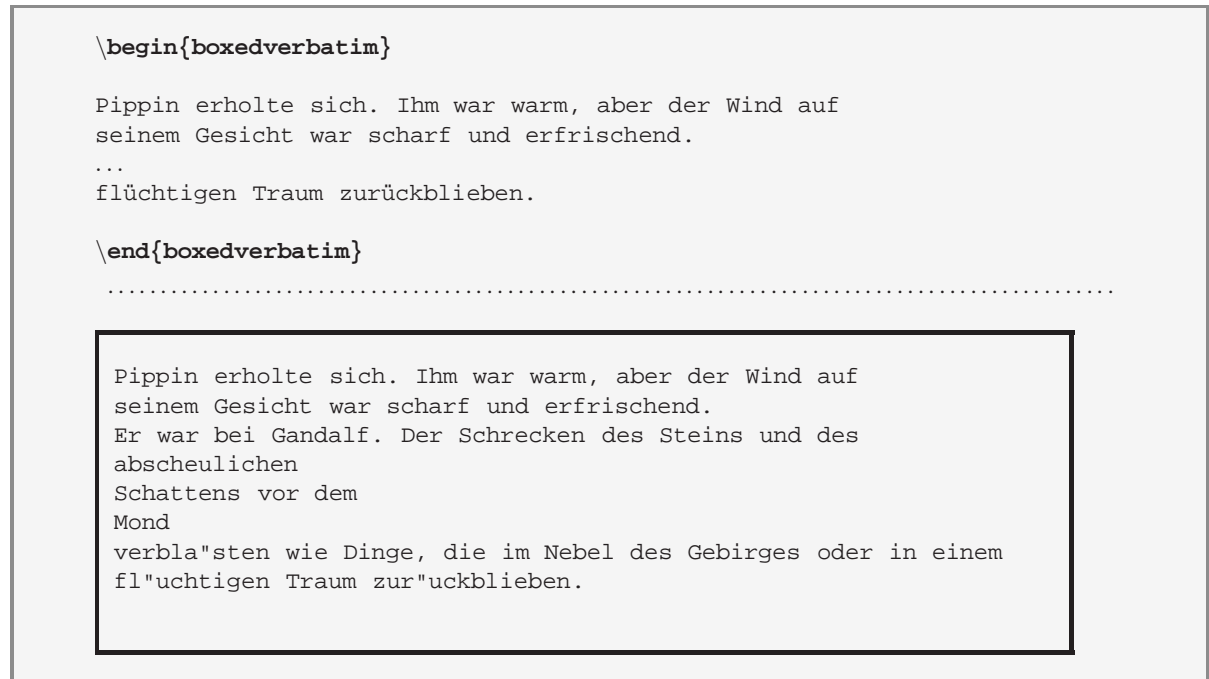 \begin{boxedverbatim}
Pippin erholte sich. Ihm war warm, aber der Wind auf
seinem Gesicht war scharf und erfrischend.
...
flüchtigen Traum zurückblieben.
\end{boxedverbatim}
Pippin erholte sich. Ihm war warm, aber der Wind auf
seinem Gesicht war scharf und erfrischend.
Er war bei Gandalf. Der Schrecken des Steins und des
abscheulichen
Schattens vor dem
Mond
verbla"sten wie Dinge, die im Nebel des Gebirges oder in einem
fl"uchtigen Traum zur"uckblieben.